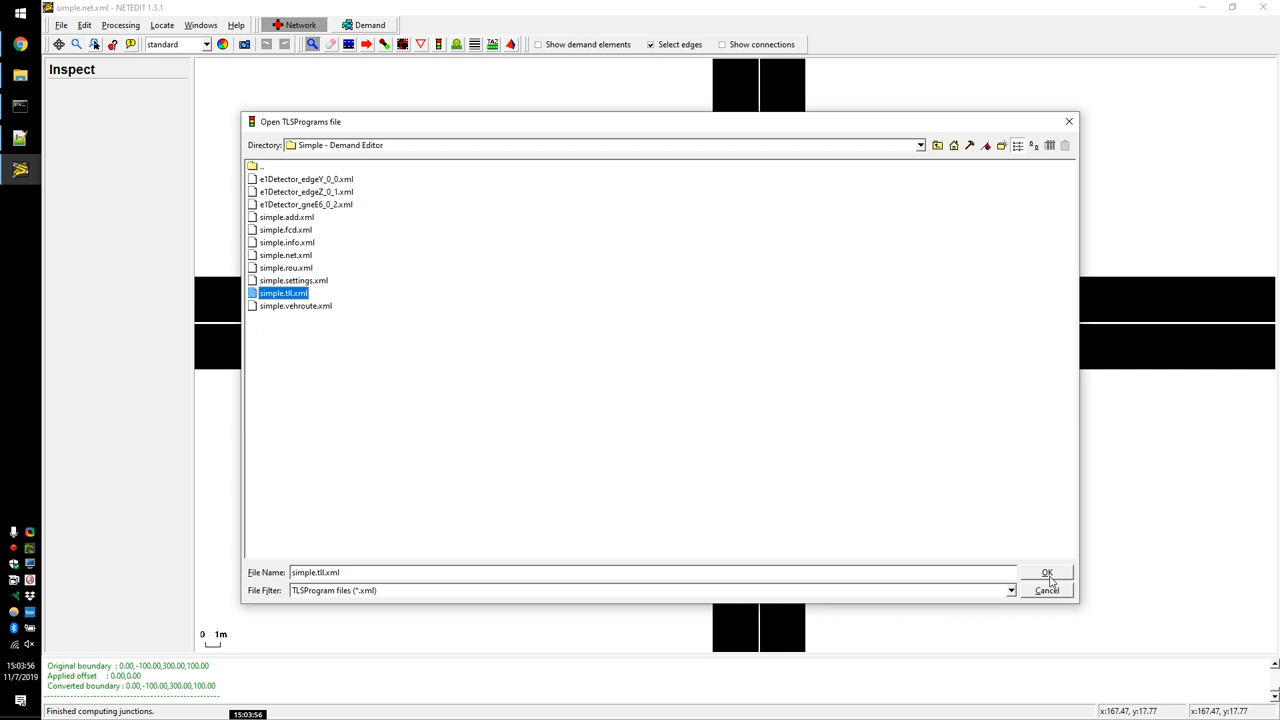 simple.net.xml - NETEDIT 1.3.1
File Edit Processing Locate Windows Help Network Demand
standard Show demand elements Select edges Show connections
Inspect
Open TLSPrograms file
Directory: Simple - Demand Editor
..
e1Detector_edgeY_0_0.xml
e1Detector_edgeZ_0_1.xml
e1Detector_gneE6_0_2.xml
simple.add.xml
simple.fcd.xml
simple.info.xml
simple.net.xml
simple.rou.xml
simple.settings.xml
simple.tll.xml
simple.vehroute.xml
File Name: simple.tll.xml OK
File Filter: TLSProgram files (*.xml) Cancel
0 1m
15:03:56
11/7/2019
Original boundary : 0.00,-100.00,300.00,100.00
Applied offset : 0.00,0.00
Converted boundary : 0.00,-100.00,300.00,100.00
Finished computing junctions. 15:03:56 x:167.47, y:17.77 x:167.47, y:17.77